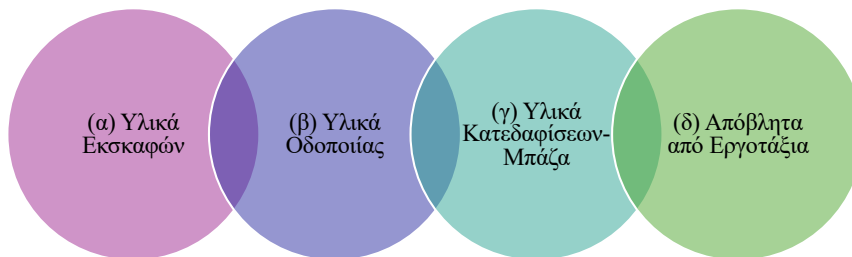 (α) Υλικά
Εκσκαφών
(β) Υλικά
Οδοποιίας
(γ) Υλικά
Κατεδαφίσεων-
Μπάζα
(δ) Απόβλητα
από Εργοτάξια